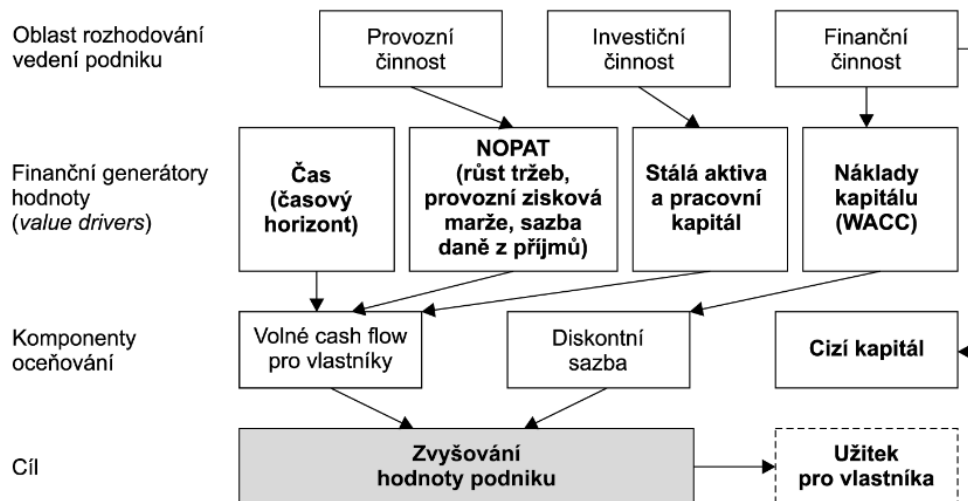 Oblast rozhodování
vedení podniku
Provozní
činnost
Investiční
činnost
Finanční
činnost
Finanční generátory
hodnoty
(value drivers)
Čas
(časový
horizont)
NOPAT
(růst tržeb,
provozní zisková
marže, sazba
daně z příjmů)
Stálá aktiva
a pracovní
kapitál
Náklady
kapitálu
(WACC)
Komponenty
oceňování
Volné cash flow
pro vlastníky
Diskontní
sazba
Cizí kapitál
Cíl
Zvyšování
hodnoty podniku
Užitek
pro vlastníka